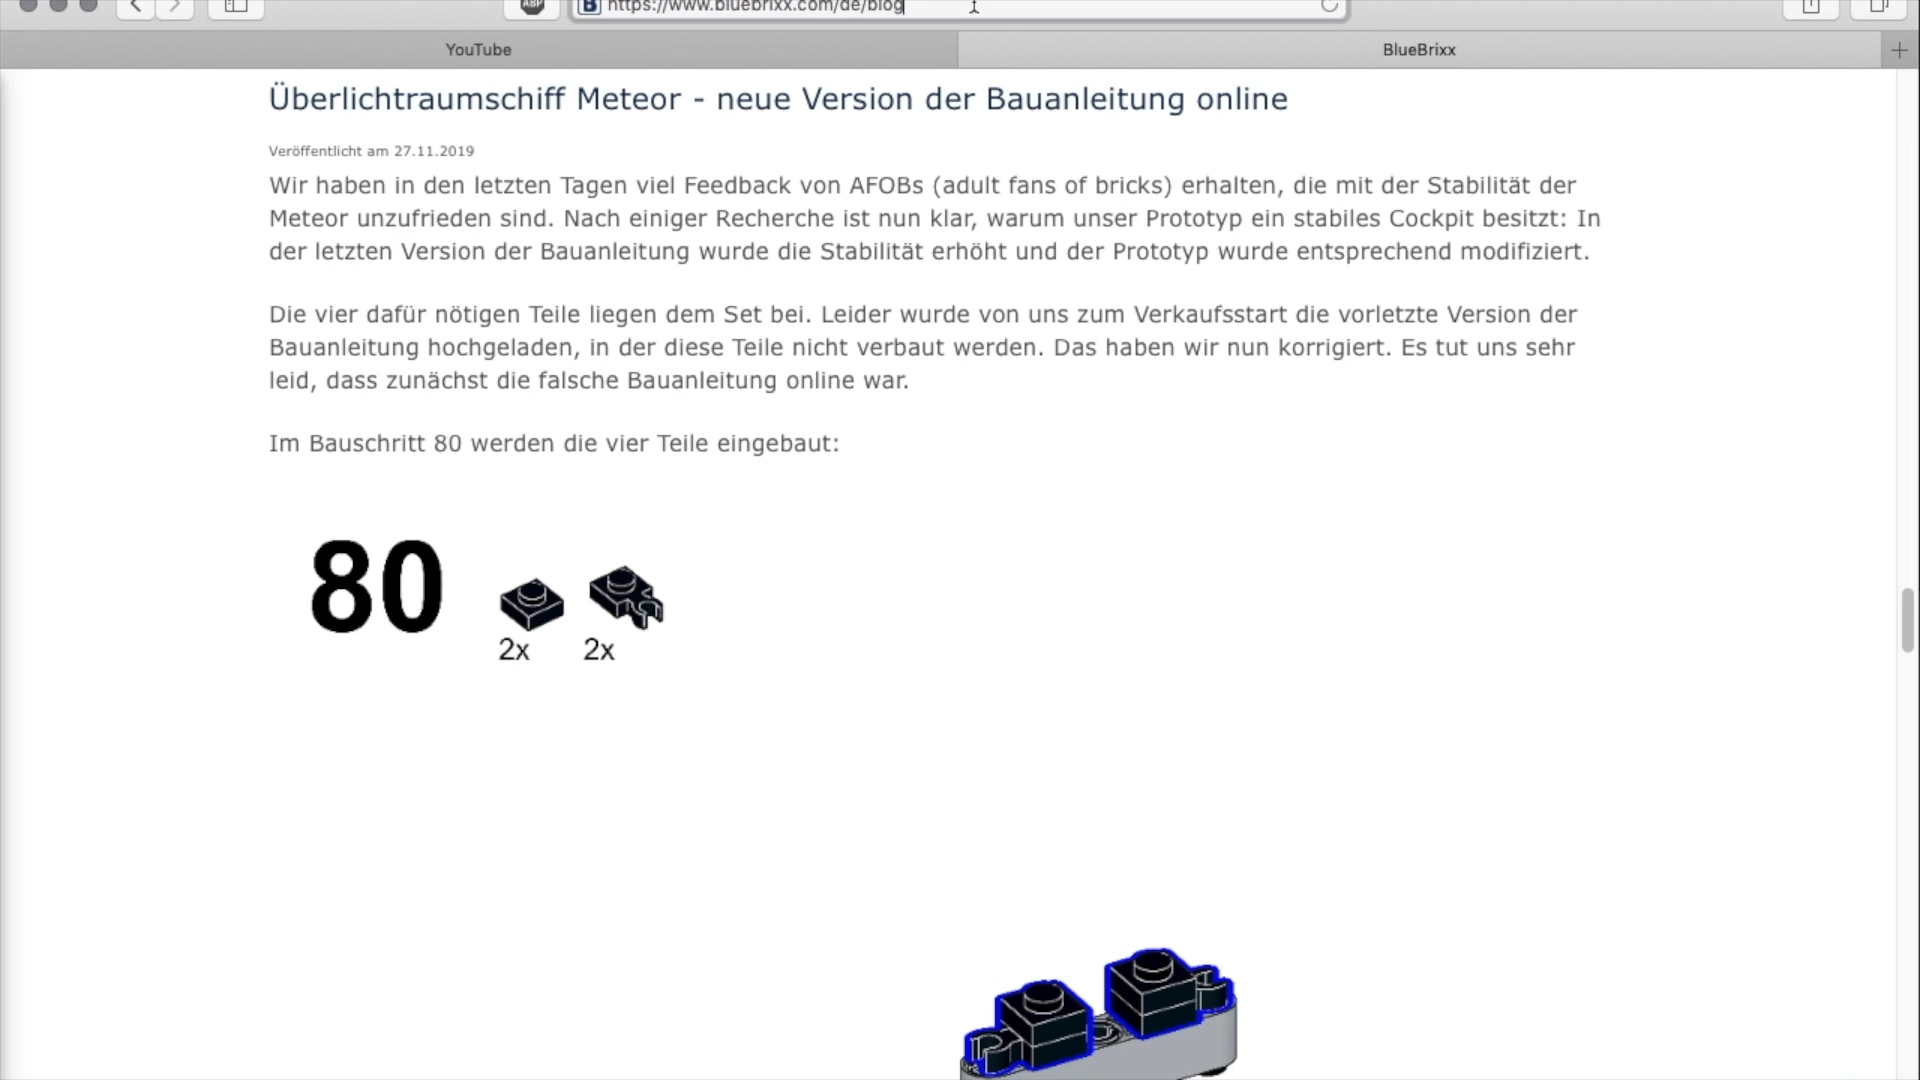 ABP
https://www.bluebrixx.com/de/blog
YouTube
BlueBrixx
Überlichtraumschiff Meteor - neue Version der Bauanleitung online
Veröffentlicht am 27.11.2019
Wir haben in den letzten Tagen viel Feedback von AFOBs (adult fans of bricks) erhalten, die mit der Stabilität der
Meteor unzufrieden sind. Nach einiger Recherche ist nun klar, warum unser Prototyp ein stabiles Cockpit besitzt: In
der letzten Version der Bauanleitung wurde die Stabilität erhöht und der Prototyp wurde entsprechend modifiziert.
Die vier dafür nötigen Teile liegen dem Set bei. Leider wurde von uns zum Verkaufsstart die vorletzte Version der
Bauanleitung hochgeladen, in der diese Teile nicht verbaut werden. Das haben wir nun korrigiert. Es tut uns sehr
leid, dass zunächst die falsche Bauanleitung online war.
Im Bauschritt 80 werden die vier Teile eingebaut:
80
2x 2x